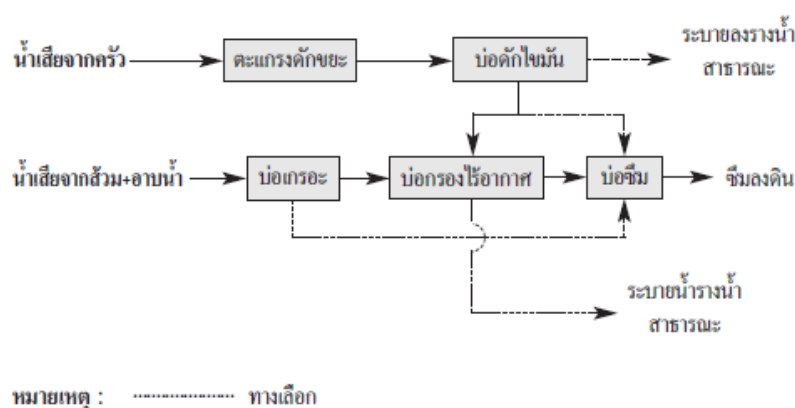 น้ำเสียจากครัว
ตะแกรงดักขยะ
บ่อดักไขมัน
ระบายลงรางน้ำ
สาธารณะ
น้ำเสียจากส้วม+อาบน้ำ
บ่อเกรอะ
บ่อกรองไร้อากาศ
บ่อซึม
ซึมลงดิน
ระบายน้ำรางน้ำ
สาธารณะ
หมายเหตุ : ...................... ทางเลือก